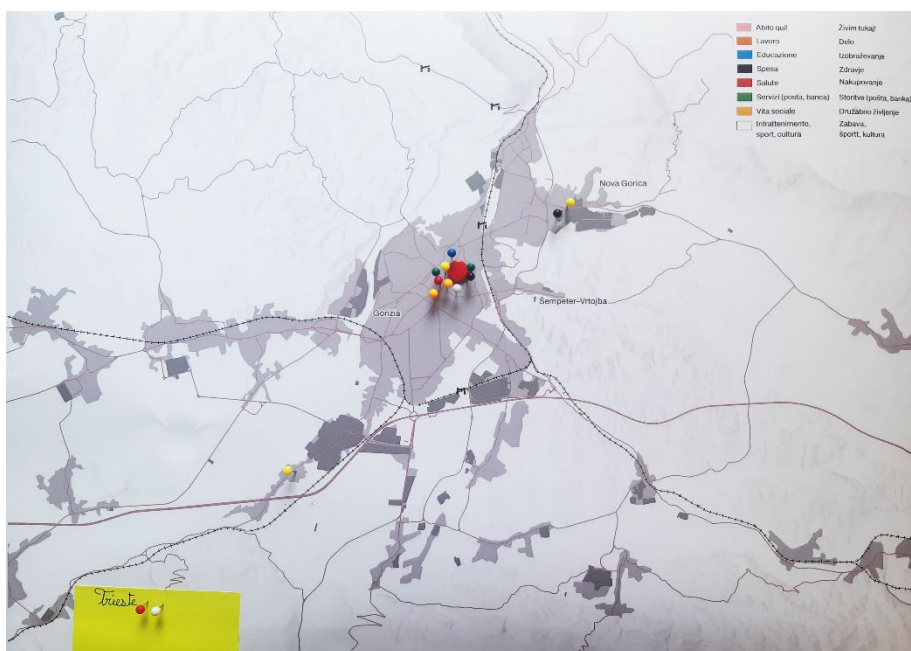 Abito qui! Živim tukaj!
Lavoro Delo
Educazione Izobraževanje
Spesa Zdravje
Salute Nakupovanje
Servizi (posta, banca) Storitve (pošta, banka)
Vita sociale Družabno življenje
Intrattenimento, Zabava,
sport, cultura športt, kultura
Nova Gorica
Šempeter–Vrtojba
Gorizia
Trieste